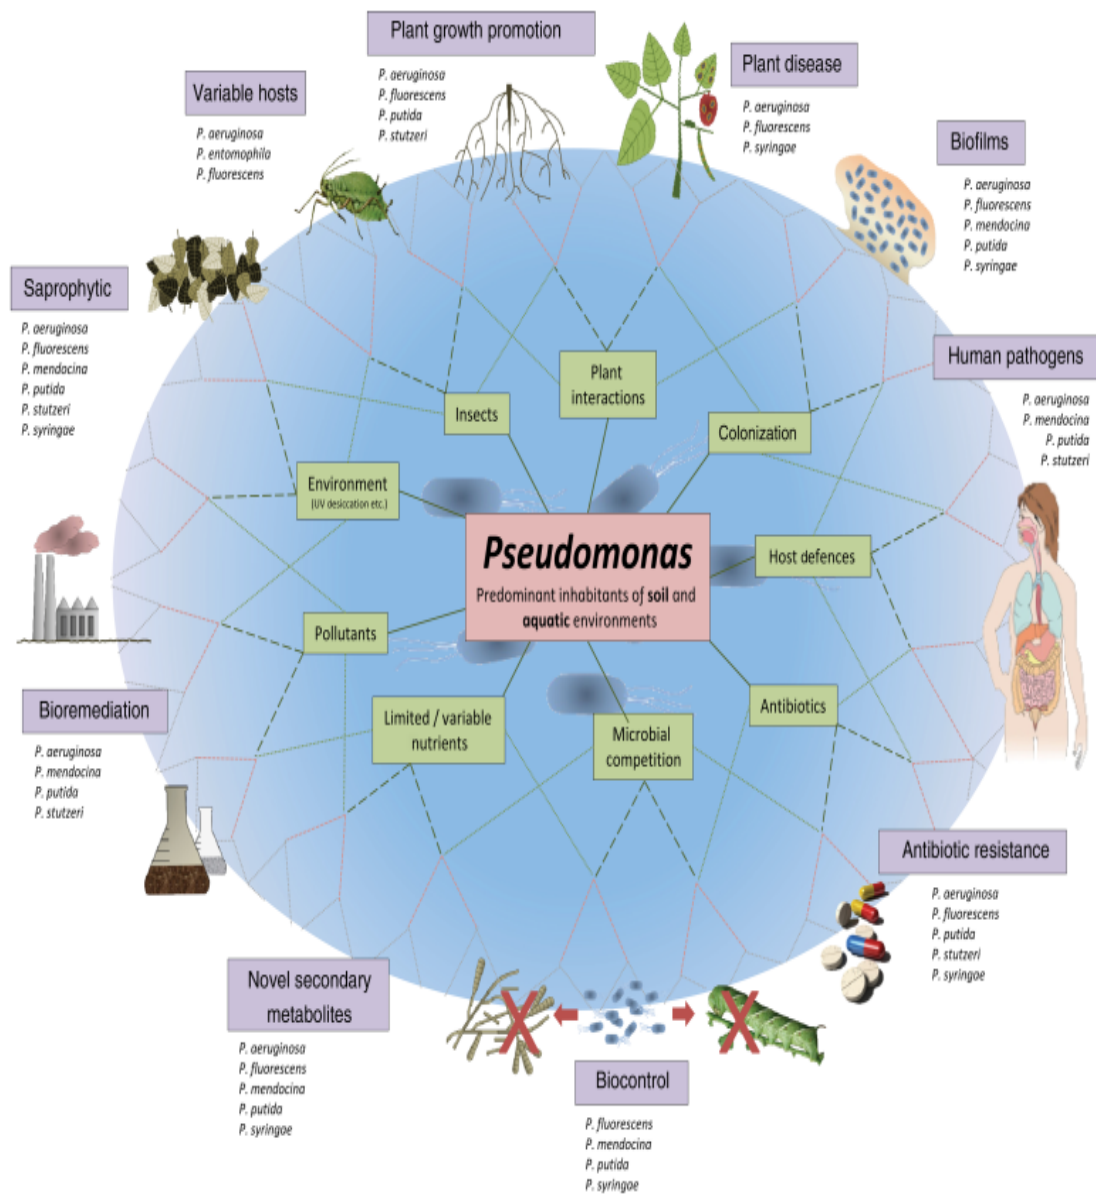 Plant growth promotion
P. aeruginosa
P. fluorescens
P. putida
P. stutzeri
Plant disease
P. aeruginosa
P. fluorescens
P. syringae
Variable hosts
P. aeruginosa
P. entomophila
P. fluorescens
Biofilms
P. aeruginosa
P. fluorescens
P. mendocina
P. putida
P. syringae
Saprophytic
P. aeruginosa
P. fluorescens
P. mendocina
P. putida
P. stutzeri
P. syringae
Human pathogens
P. aeruginosa
P. mendocina
P. putida
P. stutzeri
Plant
interactions
Insects
Colonization
Environment
(UV desiccation etc.)
Pseudomonas
Predominant inhabitants of soil and
aquatic environments
Host defences
Pollutants
Antibiotics
Limited / variable
nutrients
Microbial
competition
Bioremediation
P. aeruginosa
P. mendocina
P. putida
P. stutzeri
Antibiotic resistance
P. aeruginosa
P. fluorescens
P. putida
P. stutzeri
P. syringae
Novel secondary
metabolites
P. aeruginosa
P. fluorescens
P. mendocina
P. putida
P. syringae
Biocontrol
P. fluorescens
P. mendocina
P. putida
P. syringae